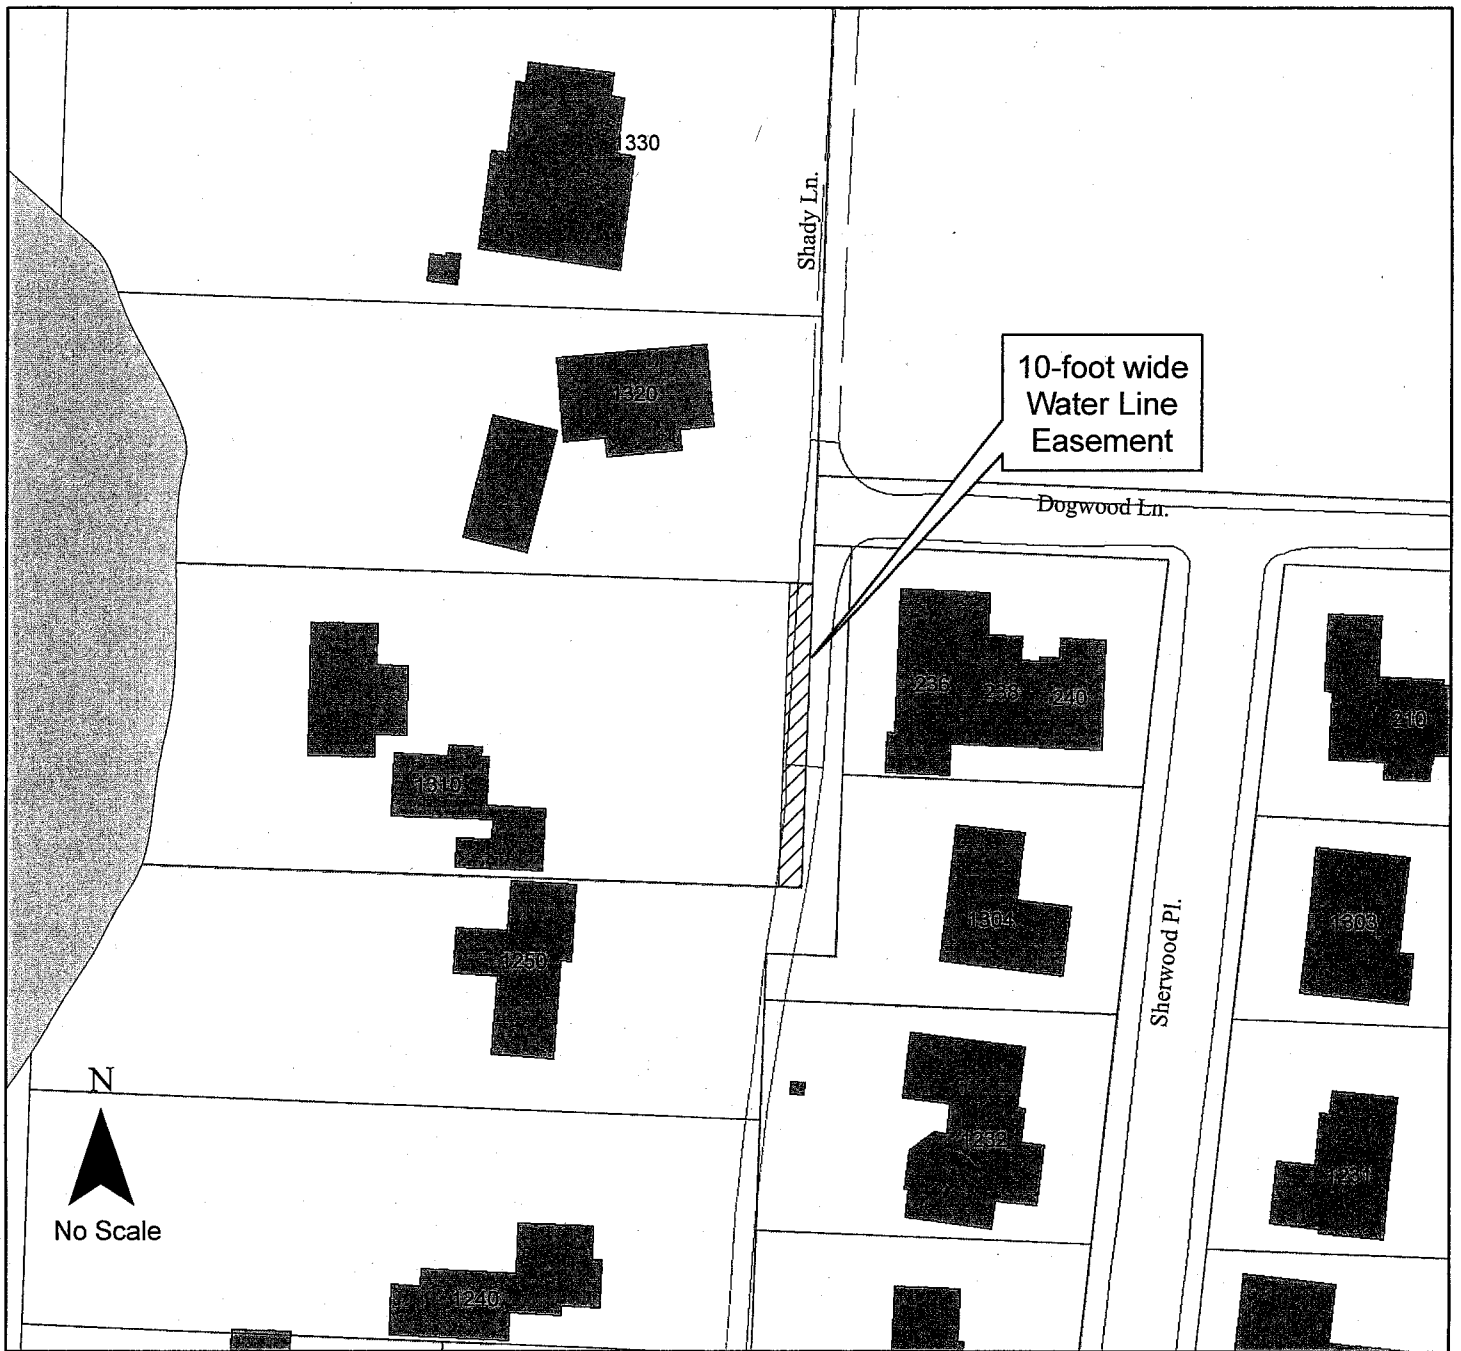 330
Shady Ln.
1320
10-foot wide
Water Line
Easement
Dogwood Ln.
236
238
240
210
1310
1304
1303
1250
Sherwood Pl.
N
1232
1231
No Scale
1240